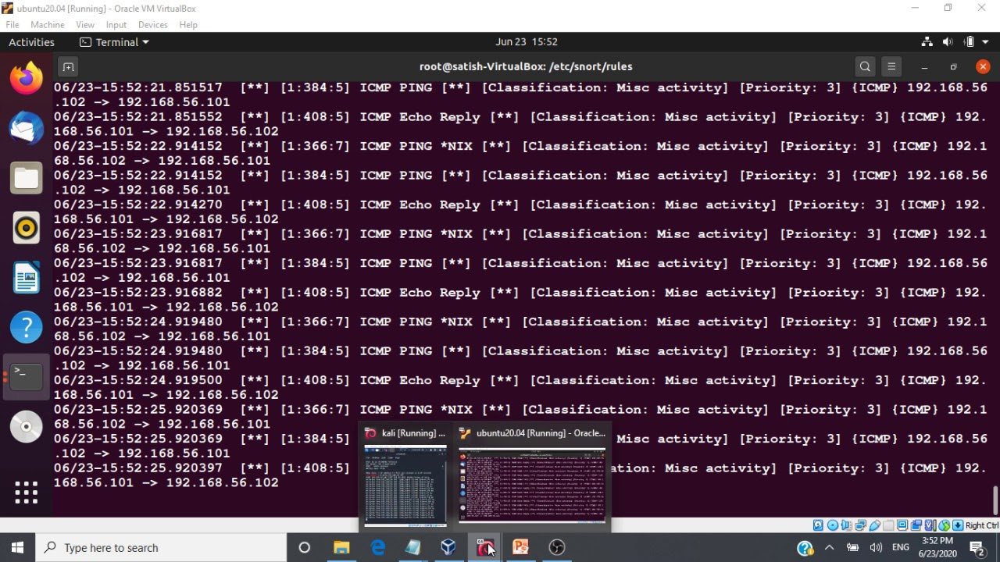 ubuntu20.04 [Running] - Oracle VM VirtualBox
File Machine View Input Devices Help
Activities Terminal Jun 23 15:52
root@satish-VirtualBox: /etc/snort/rules
06/23-15:52:21.851517 [**] [1:384:5] ICMP PING [**] [Classification: Misc activity] [Priority: 3] {ICMP} 192.168.56
.102 -> 192.168.56.101
06/23-15:52:21.851552 [**] [1:408:5] ICMP Echo Reply [**] [Classification: Misc activity] [Priority: 3] {ICMP} 192.
168.56.101 -> 192.168.56.102
06/23-15:52:22.914152 [**] [1:366:7] ICMP PING *NIX [**] [Classification: Misc activity] [Priority: 3] {ICMP} 192.1
68.56.102 -> 192.168.56.101
06/23-15:52:22.914152 [**] [1:384:5] ICMP PING [**] [Classification: Misc activity] [Priority: 3] {ICMP} 192.168.56
.102 -> 192.168.56.101
06/23-15:52:22.914270 [**] [1:408:5] ICMP Echo Reply [**] [Classification: Misc activity] [Priority: 3] {ICMP} 192.
168.56.101 -> 192.168.56.102
06/23-15:52:23.916817 [**] [1:366:7] ICMP PING *NIX [**] [Classification: Misc activity] [Priority: 3] {ICMP} 192.1
68.56.102 -> 192.168.56.101
06/23-15:52:23.916817 [**] [1:384:5] ICMP PING [**] [Classification: Misc activity] [Priority: 3] {ICMP} 192.168.56
.102 -> 192.168.56.101
06/23-15:52:23.916882 [**] [1:408:5] ICMP Echo Reply [**] [Classification: Misc activity] [Priority: 3] {ICMP} 192.
168.56.101 -> 192.168.56.102
06/23-15:52:24.919480 [**] [1:366:7] ICMP PING *NIX [**] [Classification: Misc activity] [Priority: 3] {ICMP} 192.1
68.56.102 -> 192.168.56.101
06/23-15:52:24.919480 [**] [1:384:5] ICMP PING [**] [Classification: Misc activity] [Priority: 3] {ICMP} 192.168.56
.102 -> 192.168.56.101
06/23-15:52:24.919500 [**] [1:408:5] ICMP Echo Reply [**] [Classification: Misc activity] [Priority: 3] {ICMP} 192.
168.56.101 -> 192.168.56.102
06/23-15:52:25.920369 [**] [1:366:7] ICMP PING *NIX [**] [Classification: Misc activity] [Priority: 3] {ICMP} 192.1
68.56.102 -> 192.168.56.101
06/23-15:52:25.920369 [**] [1:384:5] Misc activity] [Priority: 3] {ICMP} 192.168.56
.102 -> 192.168.56.101
[**] [1:408:5] Misc activity] [Priority: 3] {ICMP} 192.
168.56.101 -> 192.168.56
kali [Running] ... ubuntu20.04 [Running] - Oracle...
Right Ctrl
Type here to search
ENG
3:52 PM
6/23/2020
2